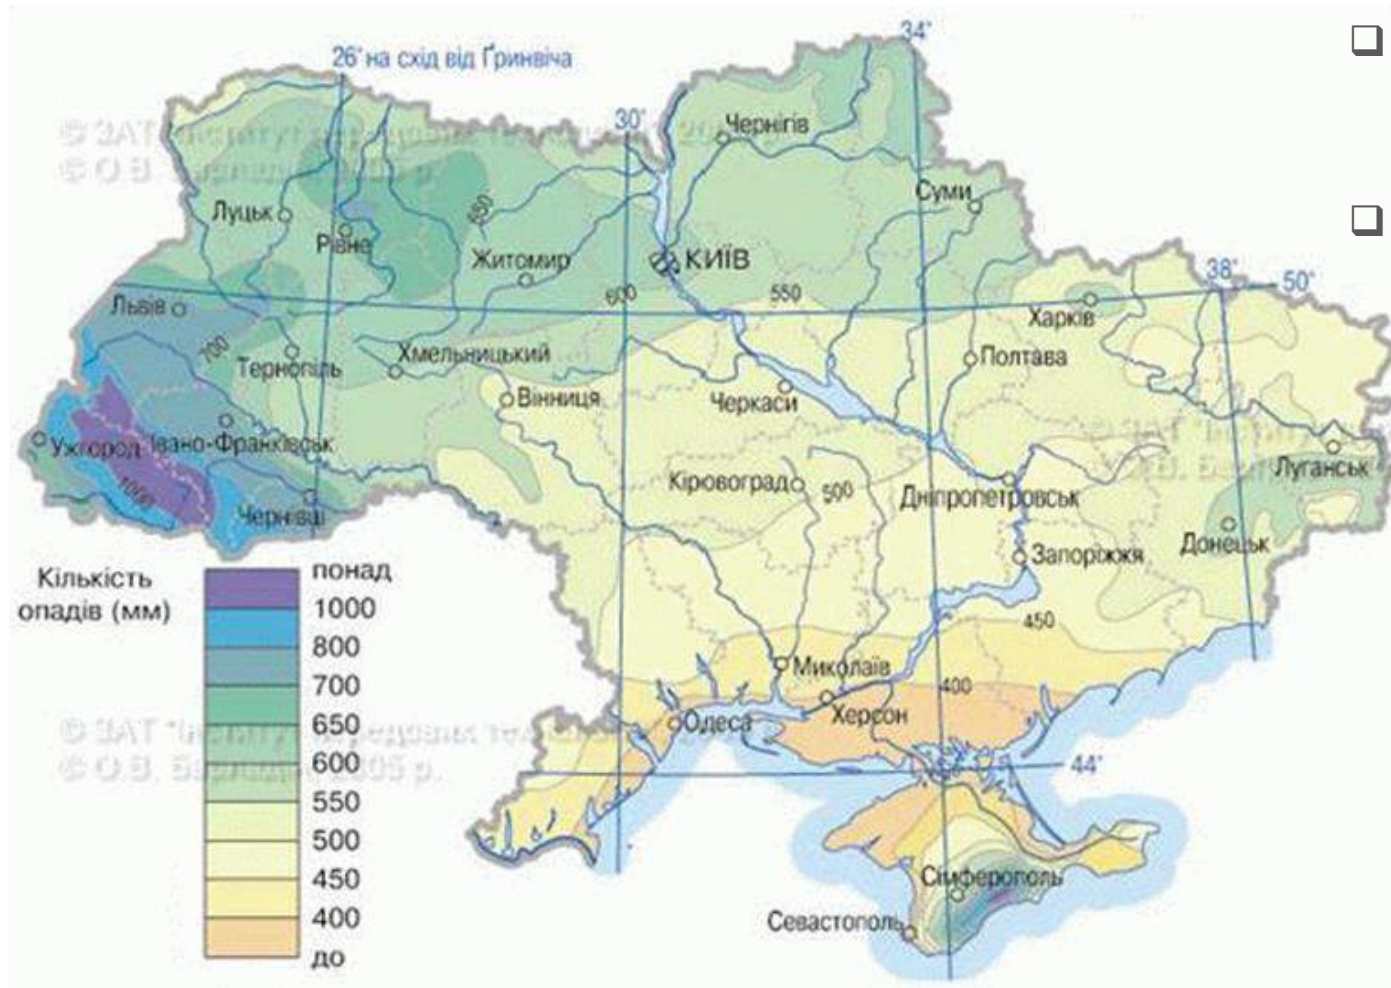 26° на схід від Ґринвіча
30°
34°
38°
50°
44°
Чернігів
Суми
Луцьк
Рівне
Житомир
КИЇВ
650
600
550
Львів
700
Тернопіль
Хмельницький
Вінниця
Харків
Полтава
Черкаси
Ужгород
Івано-Франківськ
1000
Чернівці
Кіровоград
500
Дніпропетровськ
Луганськ
Донецьк
Запоріжжя
450
Миколаїв
400
Херсон
Одеса
Сімферополь
Севастополь
Кількість
опадів (мм)
понад
1000
800
700
650
600
550
500
450
400
до